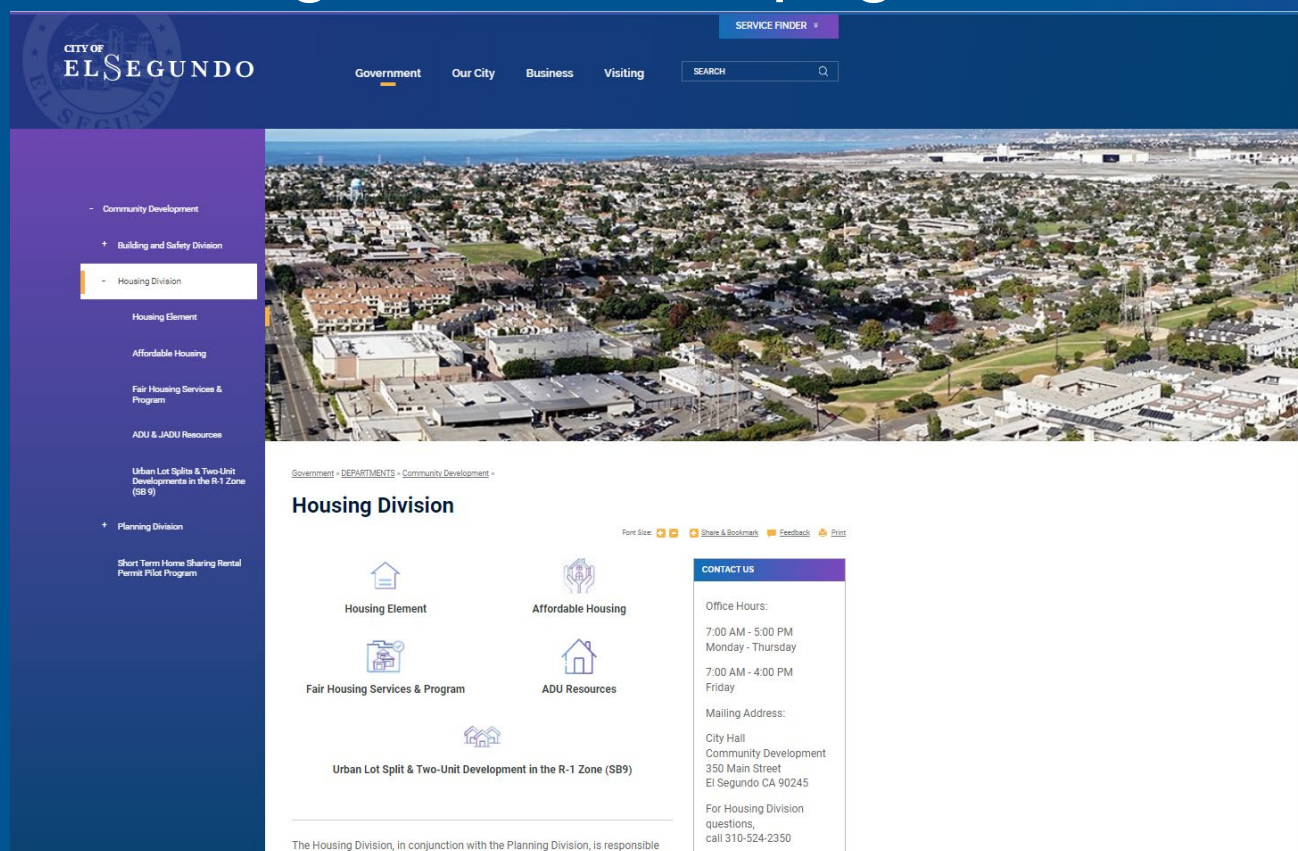 SERVICE FINDER
CITY OF
EL SEGUNDO
Government
Our City
Business
Visiting
SEARCH
EL SEGUNDO
- Community Development
+ Building and Safety Division
- Housing Division
Housing Element
Affordable Housing
Fair Housing Services &
Program
ADU & JADU Resources
Urban Lot Splits & Two-Unit
Developments in the R-1 Zone
(SB 9)
+ Planning Division
Short Term Home Sharing Rental
Permit Pilot Program
Government » DEPARTMENTS » Community Development »
Housing Division
Font Size: + - Share & Bookmark Feedback Print
Housing Element
Affordable Housing
Fair Housing Services & Program
ADU Resources
Urban Lot Split & Two-Unit Development in the R-1 Zone (SB9)
The Housing Division, in conjunction with the Planning Division, is responsible
CONTACT US
Office Hours:
7:00 AM - 5:00 PM
Monday - Thursday
7:00 AM - 4:00 PM
Friday
Mailing Address:
City Hall
Community Development
350 Main Street
El Segundo CA 90245
For Housing Division
questions,
call 310-524-2350